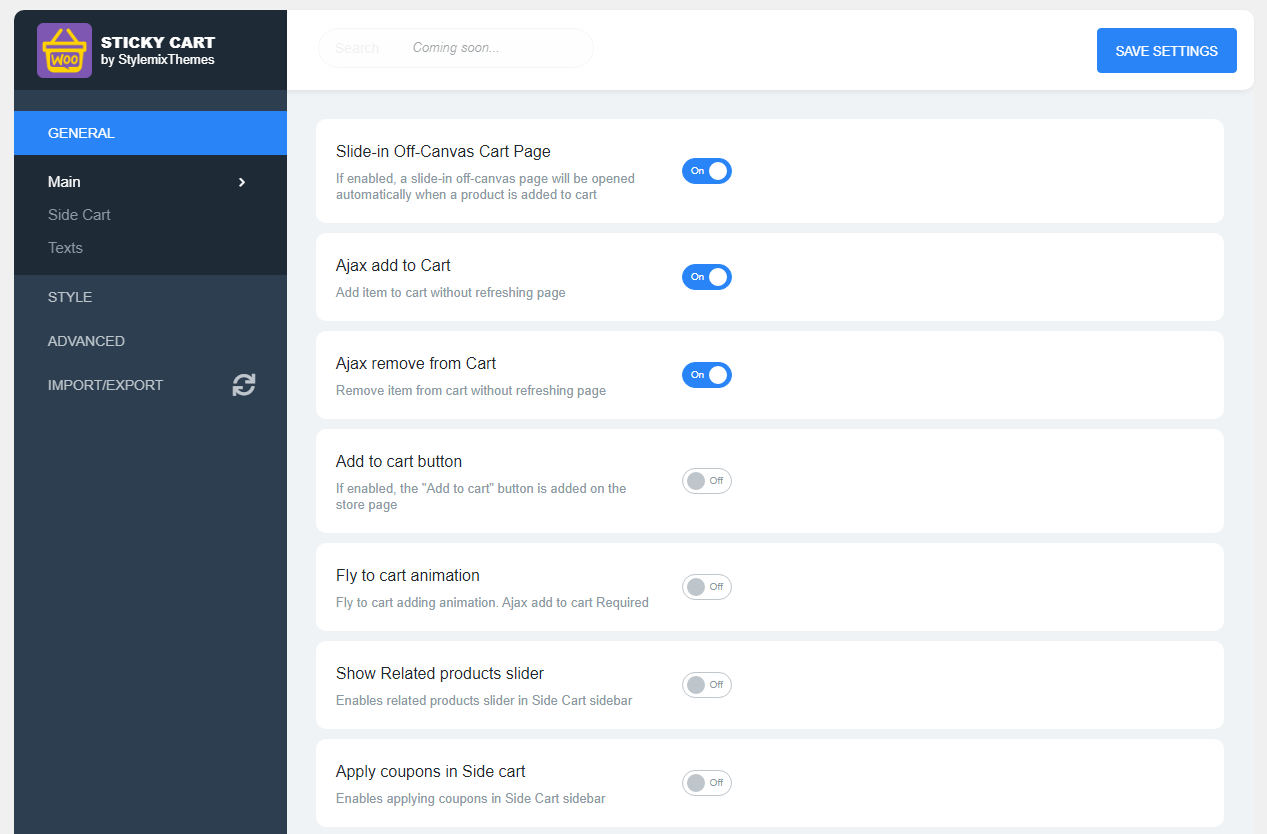 WOO
STICKY CART
by StylemixThemes
Search
Coming soon...
SAVE SETTINGS
GENERAL
Main
Side Cart
Texts
STYLE
ADVANCED
IMPORT/EXPORT
Slide-in Off-Canvas Cart Page
If enabled, a slide-in off-canvas page will be opened
automatically when a product is added to cart
On
Ajax add to Cart
Add item to cart without refreshing page
On
Ajax remove from Cart
Remove item from cart without refreshing page
On
Add to cart button
If enabled, the "Add to cart" button is added on the
store page
Off
Fly to cart animation
Fly to cart adding animation. Ajax add to cart Required
Off
Show Related products slider
Enables related products slider in Side Cart sidebar
Off
Apply coupons in Side cart
Enables applying coupons in Side Cart sidebar
Off